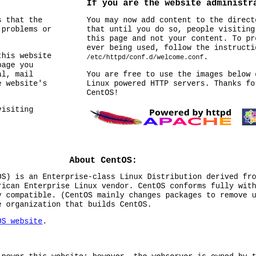 If you are the website administra
s that the
problems or
his website
page you
l, mail
e website's
visiting
You may now add content to the direct
that until you do so, people visiting
this page and not your content. To pr
ever being used, follow the instructi
/etc/httpd/conf.d/welcome.conf.
You are free to use the images below
Linux powered HTTP servers. Thanks fo
CentOS!
Powered by httpd
APACHE
About CentOS:
OS) is an Enterprise-class Linux Distribution derived fro
rican Enterprise Linux vendor. CentOS conforms fully with
y compatible. (CentOS mainly changes packages to remove u
e organization that builds CentOS.
OS website.